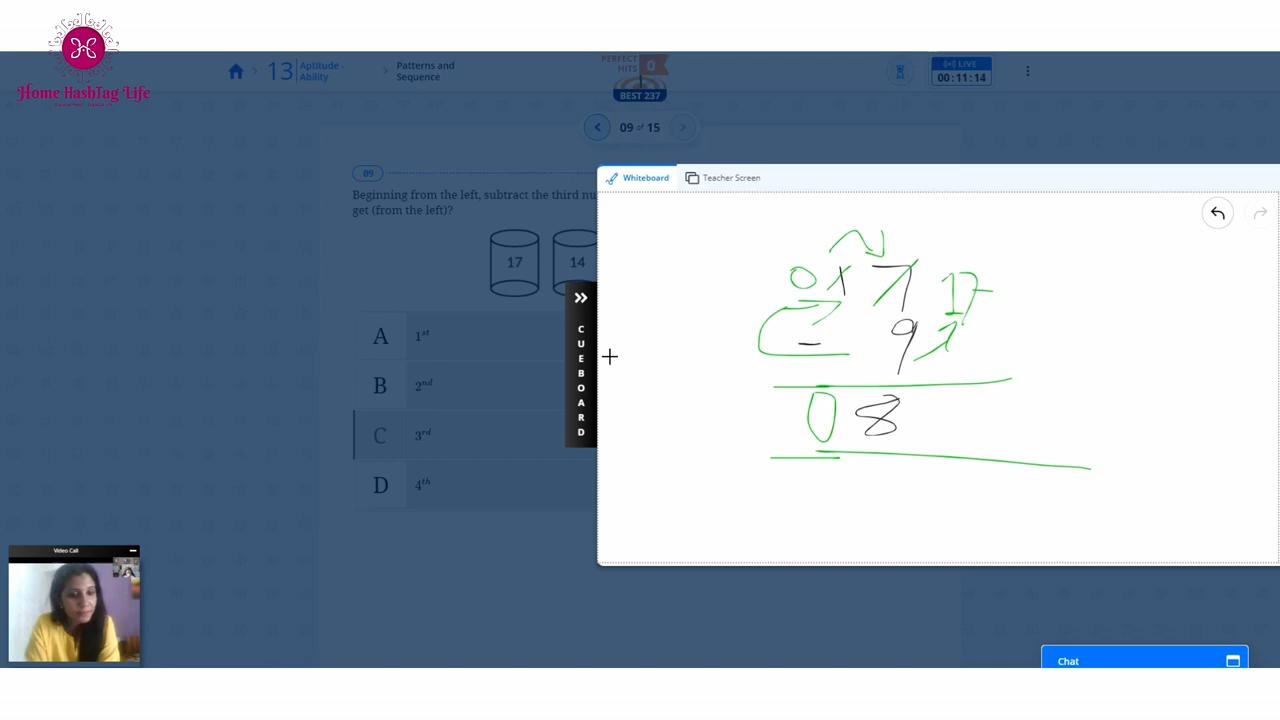 Home HashTag Life
13
Aptitude - Ability
Patterns and Sequence
PERFECT HITS 0
BEST 237
LIVE
00:11:14
09 of 15
09
Beginning from the left, subtract the third nu
get (from the left)?
17
14
A 1st
B 2nd
C 3rd
D 4th
CUEBOARD
Whiteboard
Teacher Screen
0 1 7 17
- 9
0 8
Video Call
Chat